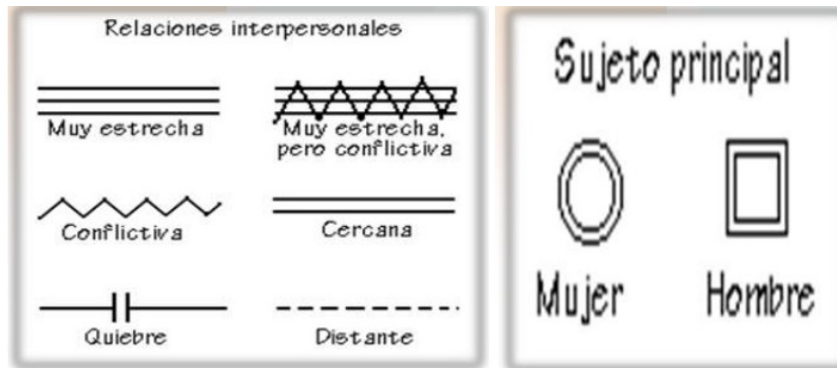 Relaciones interpersonales
Muy estrecha
Muy estrecha,
pero conflictiva
Conflictiva
Cercana
Quiebre
Distante
Sujeto principal
Mujer
Hombre